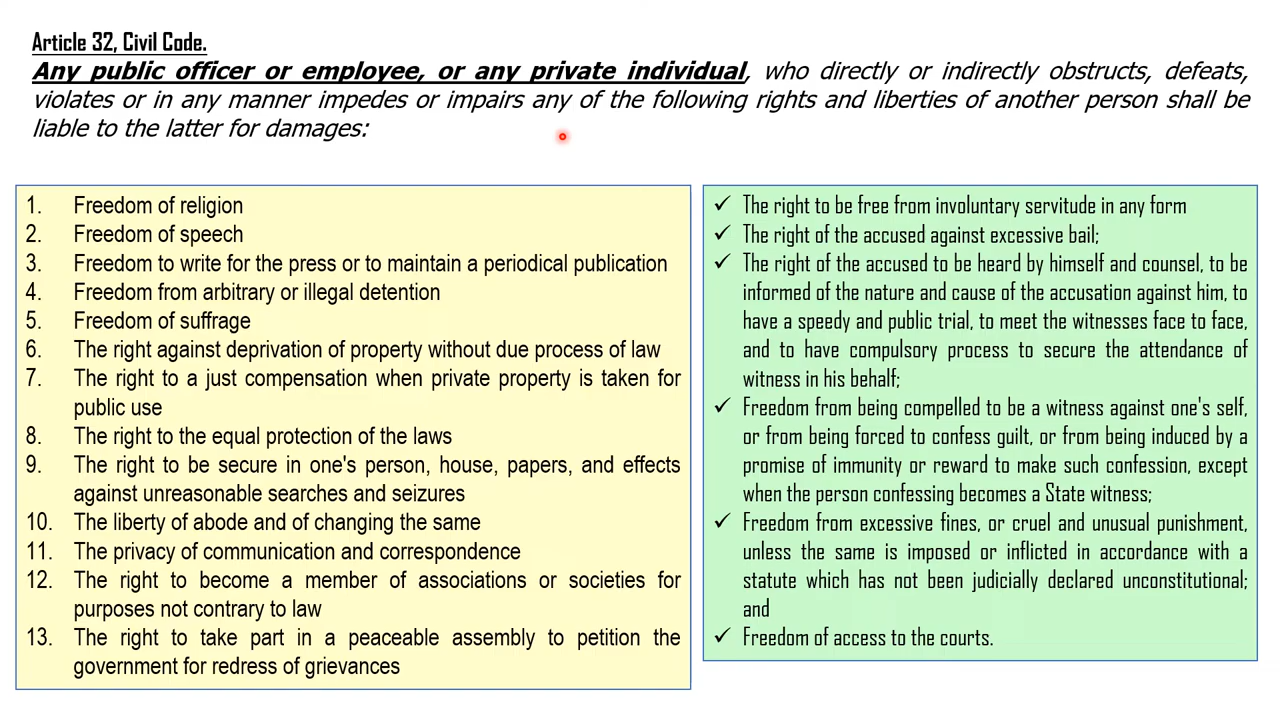 Article 32, Civil Code.
Any public officer or employee, or any private individual, who directly or indirectly obstructs, defeats,
violates or in any manner impedes or impairs any of the following rights and liberties of another person shall be
liable to the latter for damages:
1. Freedom of religion
2. Freedom of speech
3. Freedom to write for the press or to maintain a periodical publication
4. Freedom from arbitrary or illegal detention
5. Freedom of suffrage
6. The right against deprivation of property without due process of law
7. The right to a just compensation when private property is taken for
public use
8. The right to the equal protection of the laws
9. The right to be secure in one's person, house, papers, and effects
against unreasonable searches and seizures
10. The liberty of abode and of changing the same
11. The privacy of communication and correspondence
12. The right to become a member of associations or societies for
purposes not contrary to law
13. The right to take part in a peaceable assembly to petition the
government for redress of grievances
✓ The right to be free from involuntary servitude in any form
✓ The right of the accused against excessive bail;
✓ The right of the accused to be heard by himself and counsel, to be
informed of the nature and cause of the accusation against him, to
have a speedy and public trial, to meet the witnesses face to face,
and to have compulsory process to secure the attendance of
witness in his behalf;
✓ Freedom from being compelled to be a witness against one's self,
or from being forced to confess guilt, or from being induced by a
promise of immunity or reward to make such confession, except
when the person confessing becomes a State witness;
✓ Freedom from excessive fines, or cruel and unusual punishment,
unless the same is imposed or inflicted in accordance with a
statute which has not been judicially declared unconstitutional;
and
✓ Freedom of access to the courts.